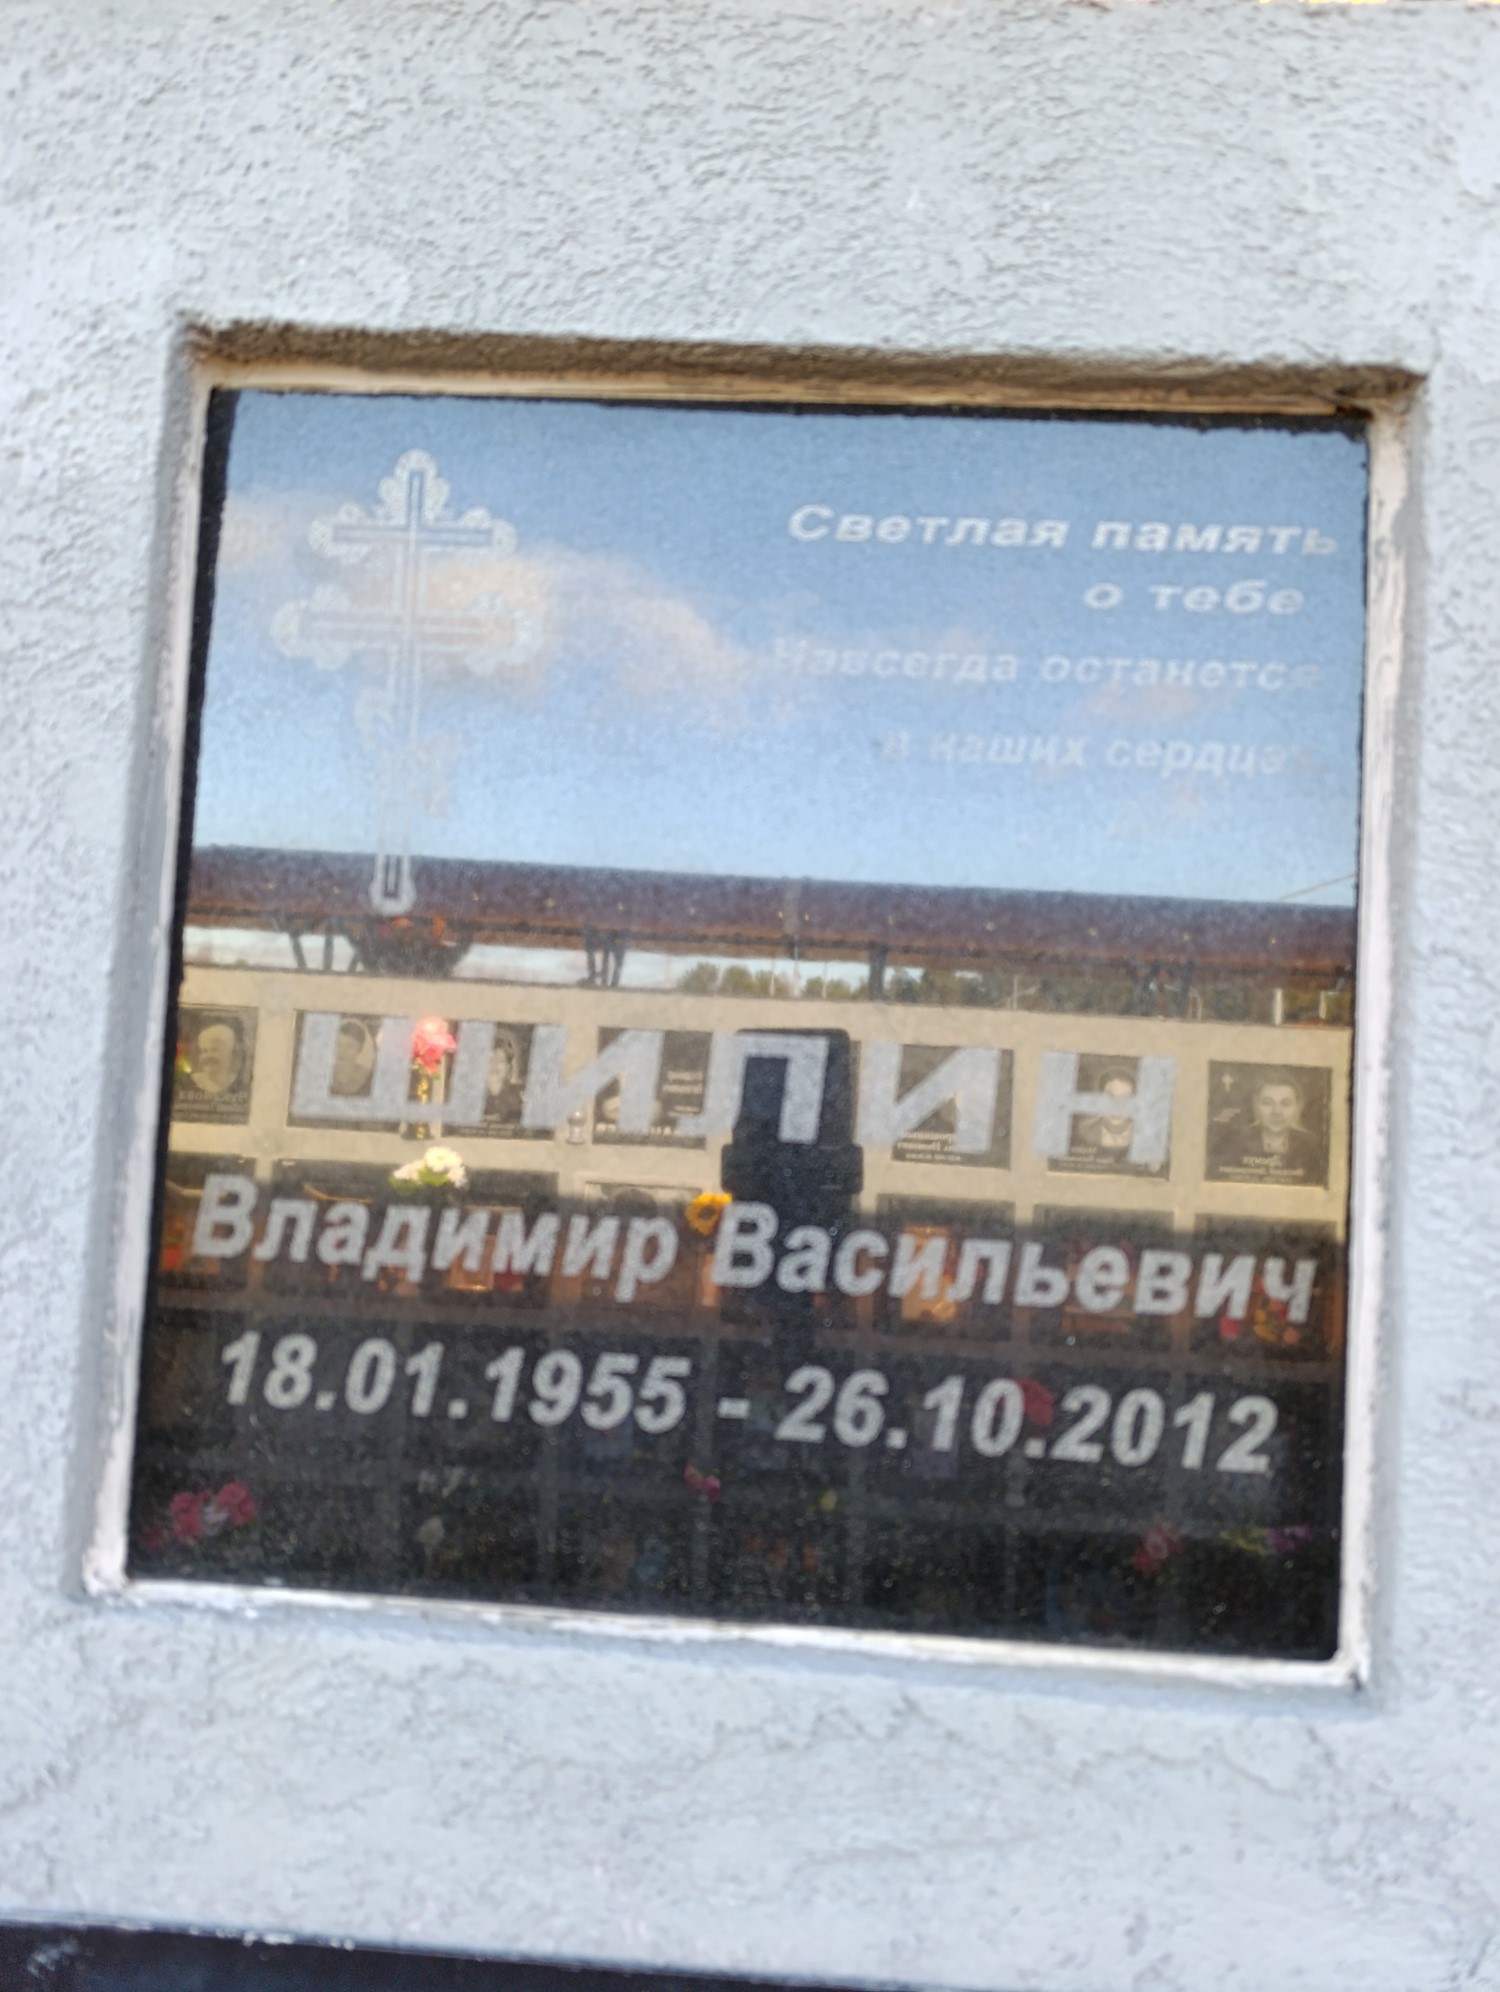 Светлая память
о тебе
Навсегда останется
в наших сердцах
ШИЛИН
Владимир Васильевич
18.01.1955 - 26.10.2012